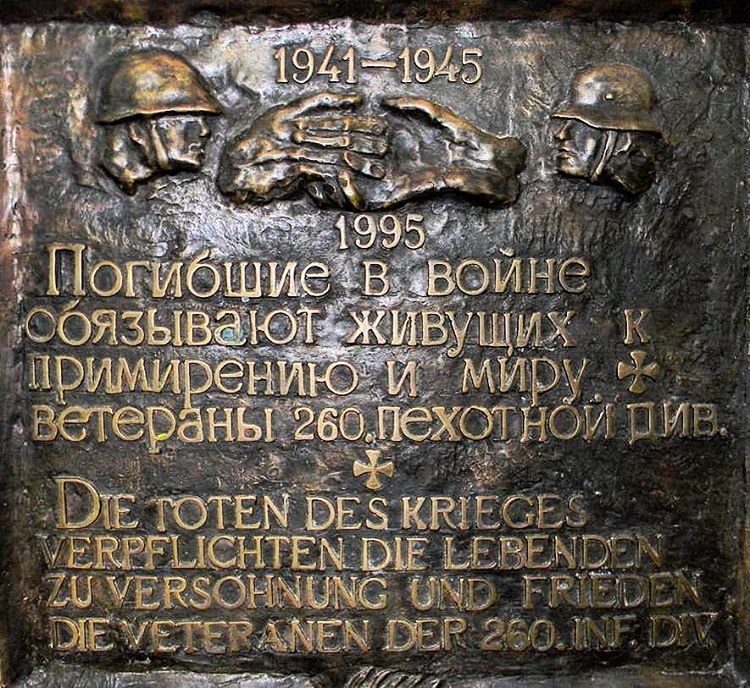 1941–1945
1995
Погибшие в войне
обязывают живущих к
примирению и миру.
ветераны 260. пехотной див.
DIE TOTEN DES KRIEGES
VERPFLICHTEN DIE LEBENDEN
ZU VERSÖHNUNG UND FRIEDEN
DIE VETERANEN DER 260. INF. DIV.